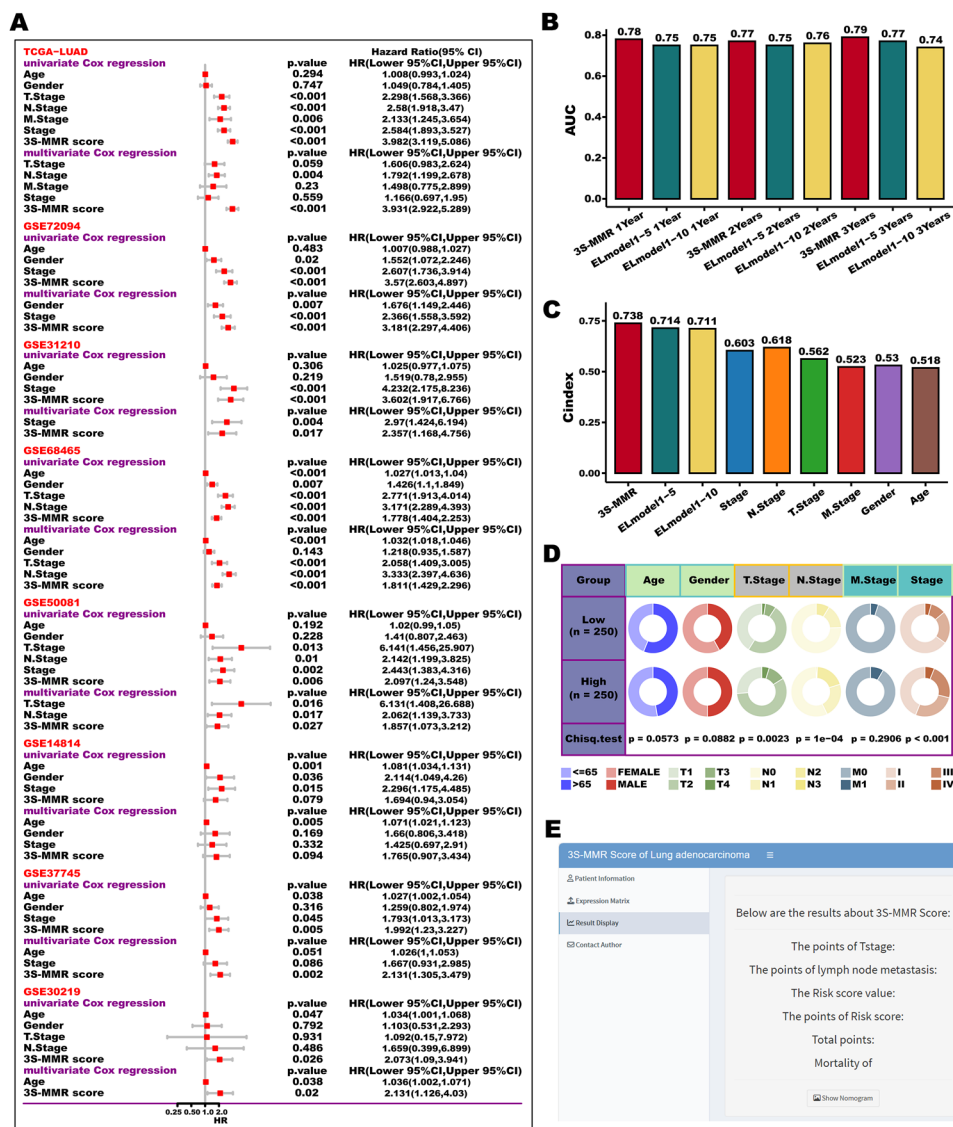 A
TCGA−LUAD Hazard Ratio(95% CI)
univariate Cox regression p.value HR(Lower 95%CI,Upper 95%CI)
Age 0.294 1.008(0.993,1.024)
Gender 0.747 1.049(0.784,1.405)
T.Stage <0.001 2.298(1.568,3.366)
N.Stage <0.001 2.58(1.918,3.47)
M.Stage 0.006 2.133(1.245,3.654)
Stage <0.001 2.584(1.893,3.527)
3S−MMR score <0.001 3.982(3.119,5.086)
multivariate Cox regression p.value HR(Lower 95%CI,Upper 95%CI)
T.Stage 0.059 1.606(0.983,2.624)
N.Stage 0.004 1.792(1.199,2.678)
M.Stage 0.23 1.498(0.775,2.899)
Stage 0.559 1.166(0.697,1.95)
3S−MMR score <0.001 3.931(2.922,5.289)
GSE72094
univariate Cox regression p.value HR(Lower 95%CI,Upper 95%CI)
Age 0.483 1.007(0.988,1.027)
Gender 0.02 1.552(1.072,2.246)
Stage <0.001 2.607(1.736,3.914)
3S−MMR score <0.001 3.57(2.603,4.897)
multivariate Cox regression p.value HR(Lower 95%CI,Upper 95%CI)
Gender 0.007 1.676(1.149,2.446)
Stage <0.001 2.366(1.558,3.592)
3S−MMR score <0.001 3.181(2.297,4.406)
GSE31210
univariate Cox regression p.value HR(Lower 95%CI,Upper 95%CI)
Age 0.306 1.025(0.977,1.075)
Gender 0.219 1.519(0.78,2.955)
Stage <0.001 4.232(2.175,8.236)
3S−MMR score <0.001 3.602(1.917,6.766)
multivariate Cox regression p.value HR(Lower 95%CI,Upper 95%CI)
Stage 0.004 2.97(1.424,6.194)
3S−MMR score 0.017 2.357(1.168,4.756)
GSE68465
univariate Cox regression p.value HR(Lower 95%CI,Upper 95%CI)
Age <0.001 1.027(1.013,1.04)
Gender 0.007 1.426(1.1,1.849)
T.Stage <0.001 2.771(1.913,4.014)
N.Stage <0.001 3.171(2.289,4.393)
3S−MMR score <0.001 1.778(1.404,2.253)
multivariate Cox regression p.value HR(Lower 95%CI,Upper 95%CI)
Age <0.001 1.032(1.018,1.046)
Gender 0.143 1.218(0.935,1.587)
T.Stage <0.001 2.058(1.409,3.005)
N.Stage <0.001 3.333(2.397,4.636)
3S−MMR score <0.001 1.811(1.429,2.296)
GSE50081
univariate Cox regression p.value HR(Lower 95%CI,Upper 95%CI)
Age 0.192 1.02(0.99,1.05)
Gender 0.228 1.41(0.807,2.463)
T.Stage 0.013 6.141(1.456,25.907)
N.Stage 0.01 2.142(1.199,3.825)
Stage 0.002 2.443(1.383,4.316)
3S−MMR score 0.006 2.097(1.24,3.548)
multivariate Cox regression p.value HR(Lower 95%CI,Upper 95%CI)
T.Stage 0.016 6.131(1.408,26.688)
N.Stage 0.017 2.062(1.139,3.733)
3S−MMR score 0.027 1.857(1.073,3.212)
GSE14814
univariate Cox regression p.value HR(Lower 95%CI,Upper 95%CI)
Age 0.001 1.081(1.034,1.131)
Gender 0.036 2.114(1.049,4.26)
Stage 0.015 2.296(1.175,4.485)
3S−MMR score 0.079 1.694(0.94,3.054)
multivariate Cox regression p.value HR(Lower 95%CI,Upper 95%CI)
Age 0.005 1.071(1.021,1.123)
Gender 0.169 1.66(0.806,3.418)
Stage 0.332 1.425(0.697,2.91)
3S−MMR score 0.094 1.765(0.907,3.434)
GSE37745
univariate Cox regression p.value HR(Lower 95%CI,Upper 95%CI)
Age 0.038 1.027(1.002,1.054)
Gender 0.316 1.259(0.802,1.974)
Stage 0.045 1.793(1.013,3.173)
3S−MMR score 0.005 1.992(1.23,3.227)
multivariate Cox regression p.value HR(Lower 95%CI,Upper 95%CI)
Age 0.051 1.026(1,1.053)
Stage 0.086 1.667(0.931,2.985)
3S−MMR score 0.002 2.131(1.305,3.479)
GSE30219
univariate Cox regression p.value HR(Lower 95%CI,Upper 95%CI)
Age 0.047 1.034(1.001,1.068)
Gender 0.792 1.103(0.531,2.293)
T.Stage 0.931 1.092(0.15,7.972)
N.Stage 0.486 1.659(0.399,6.899)
3S−MMR score 0.026 2.073(1.09,3.941)
multivariate Cox regression p.value HR(Lower 95%CI,Upper 95%CI)
Age 0.038 1.036(1.002,1.071)
3S−MMR score 0.02 2.131(1.126,4.03)
0.25 0.50 1.0 2.0
HR
B
AUC
0.8
0.6
0.4
0.2
0.0
0.78 0.75 0.75 0.77 0.75 0.76 0.79 0.77 0.74
3S−MMR 1Year
ELmodel1−5 1Year
ELmodel1−10 1Year
3S−MMR 2Years
ELmodel1−5 2Years
ELmodel1−10 2Years
3S−MMR 3Years
ELmodel1−5 3Years
ELmodel1−10 3Years
C
Cindex
0.75
0.50
0.25
0.00
0.738 0.714 0.711 0.603 0.618 0.562 0.523 0.53 0.518
3S−MMR
ELmodel1−5
ELmodel1−10
Stage
N.Stage
T.Stage
M.Stage
Gender
Age
D
Group Age Gender T.Stage N.Stage M.Stage Stage
Low
(n = 250)
High
(n = 250)
Chisq.test p = 0.0573 p = 0.0882 p = 0.0023 p = 1e−04 p = 0.2906 p < 0.001
<=65 FEMALE T1 T3 N0 N2 M0 I III
>65 MALE T2 T4 N1 N3 M1 II IV
E
3S-MMR Score of Lung adenocarcinoma
Patient Information
Expression Matrix
Result Display
Contact Author
Below are the results about 3S-MMR Score:
The points of Tstage:
The points of lymph node metastasis:
The Risk score value:
The points of Risk score:
Total points:
Mortality of
Show Nomogram